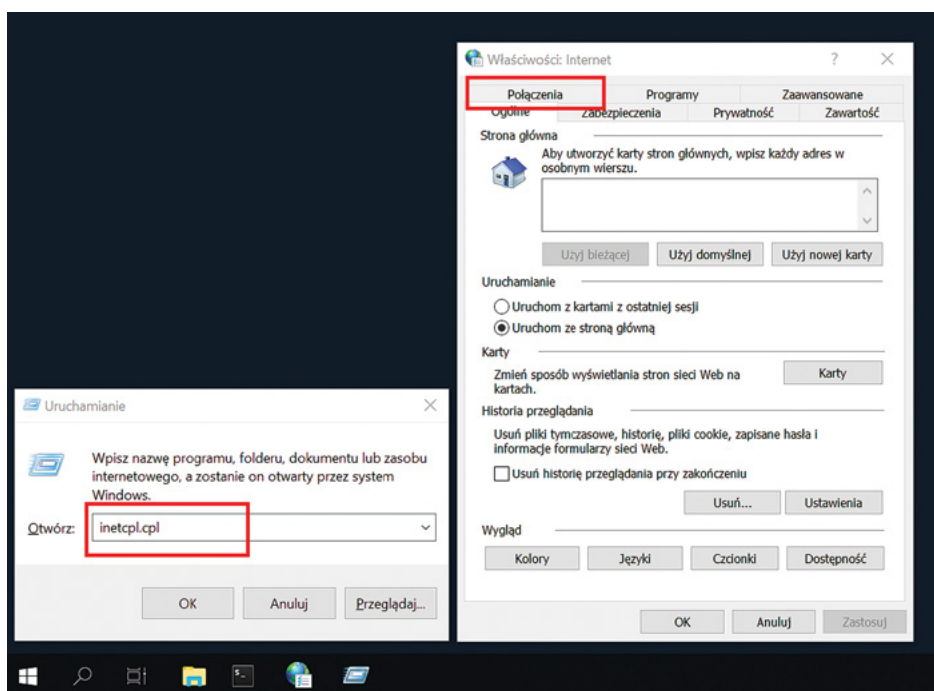 Właściwości: Internet
Połączenia Programy Zaawansowane
Ogólne Zabezpieczenia Prywatność Zawartość
Strona główna
Aby utworzyć karty stron głównych, wpisz każdy adres w
osobnym wierszu.
Użyj bieżącej Użyj domyślnej Użyj nowej karty
Uruchamianie
Uruchom z kartami z ostatniej sesji
Uruchom ze stroną główną
Karty
Zmień sposób wyświetlania stron sieci Web na
kartach.
Karty
Historia przeglądania
Usuń pliki tymczasowe, historię, pliki cookie, zapisane hasła i
informacje formularzy sieci Web.
Usuń historię przeglądania przy zakończeniu
Usuń... Ustawienia
Wygląd
Kolory Języki Czcionki Dostępność
OK Anuluj Zastosuj
Uruchamianie
Wpisz nazwę programu, folderu, dokumentu lub zasobu
internetowego, a zostanie on otwarty przez system
Windows.
Otwórz: inetcpl.cpl
OK Anuluj Przeglądaj...